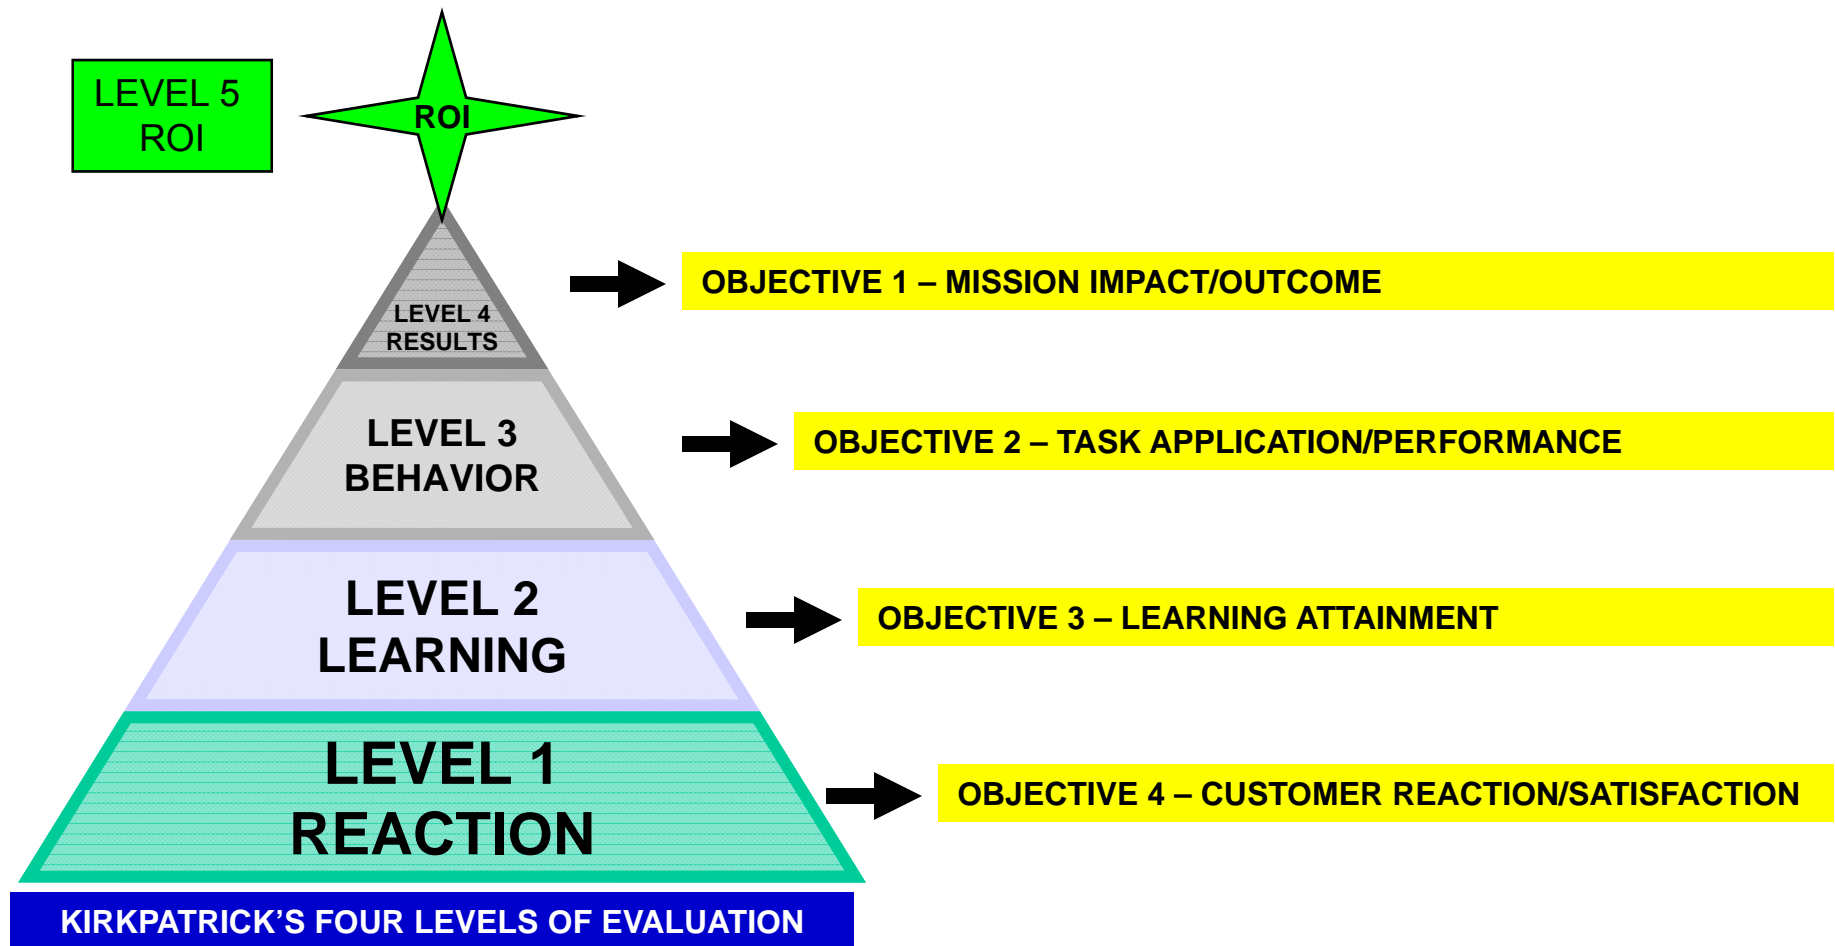 LEVEL 5
ROI
ROI
LEVEL 4
RESULTS
OBJECTIVE 1 – MISSION IMPACT/OUTCOME
LEVEL 3
BEHAVIOR
OBJECTIVE 2 – TASK APPLICATION/PERFORMANCE
LEVEL 2
LEARNING
OBJECTIVE 3 – LEARNING ATTAINMENT
LEVEL 1
REACTION
OBJECTIVE 4 – CUSTOMER REACTION/SATISFACTION
KIRKPATRICK’S FOUR LEVELS OF EVALUATION